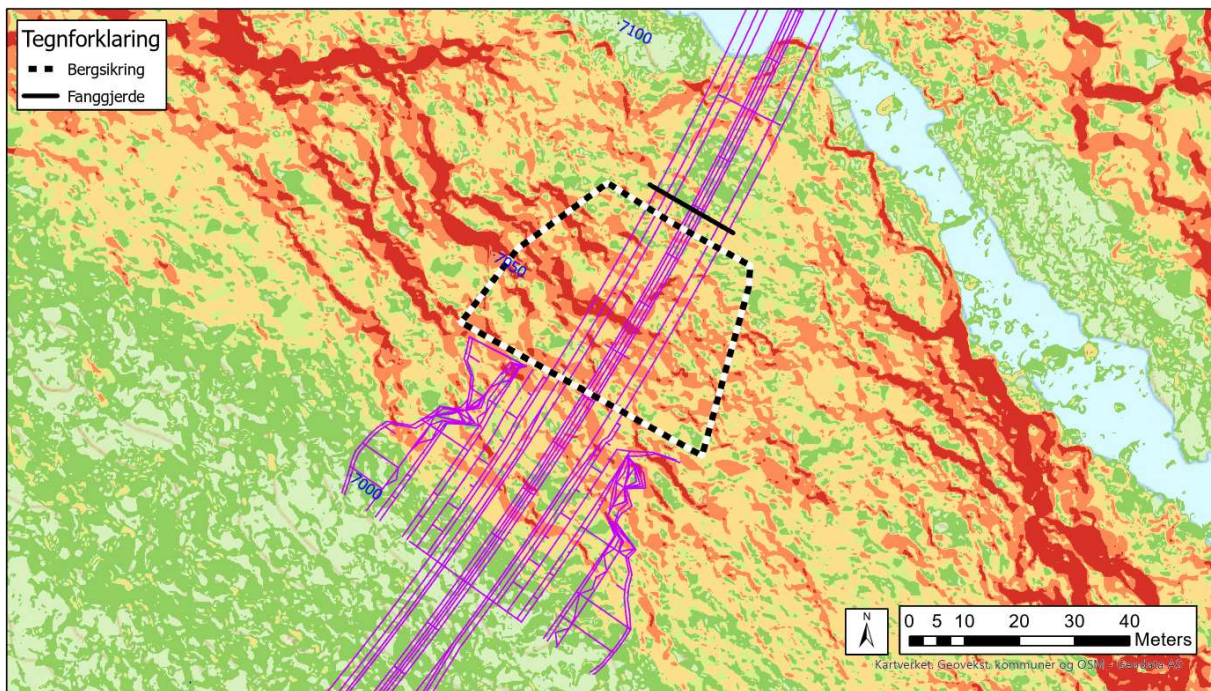 Tegnforklaring
Bergsikring
Fanggjerde
7100
7050
7000
N
0 5 10 20 30 40
Meters
Kartverket, Geovekst, kommuner og OSM - Geodata AS